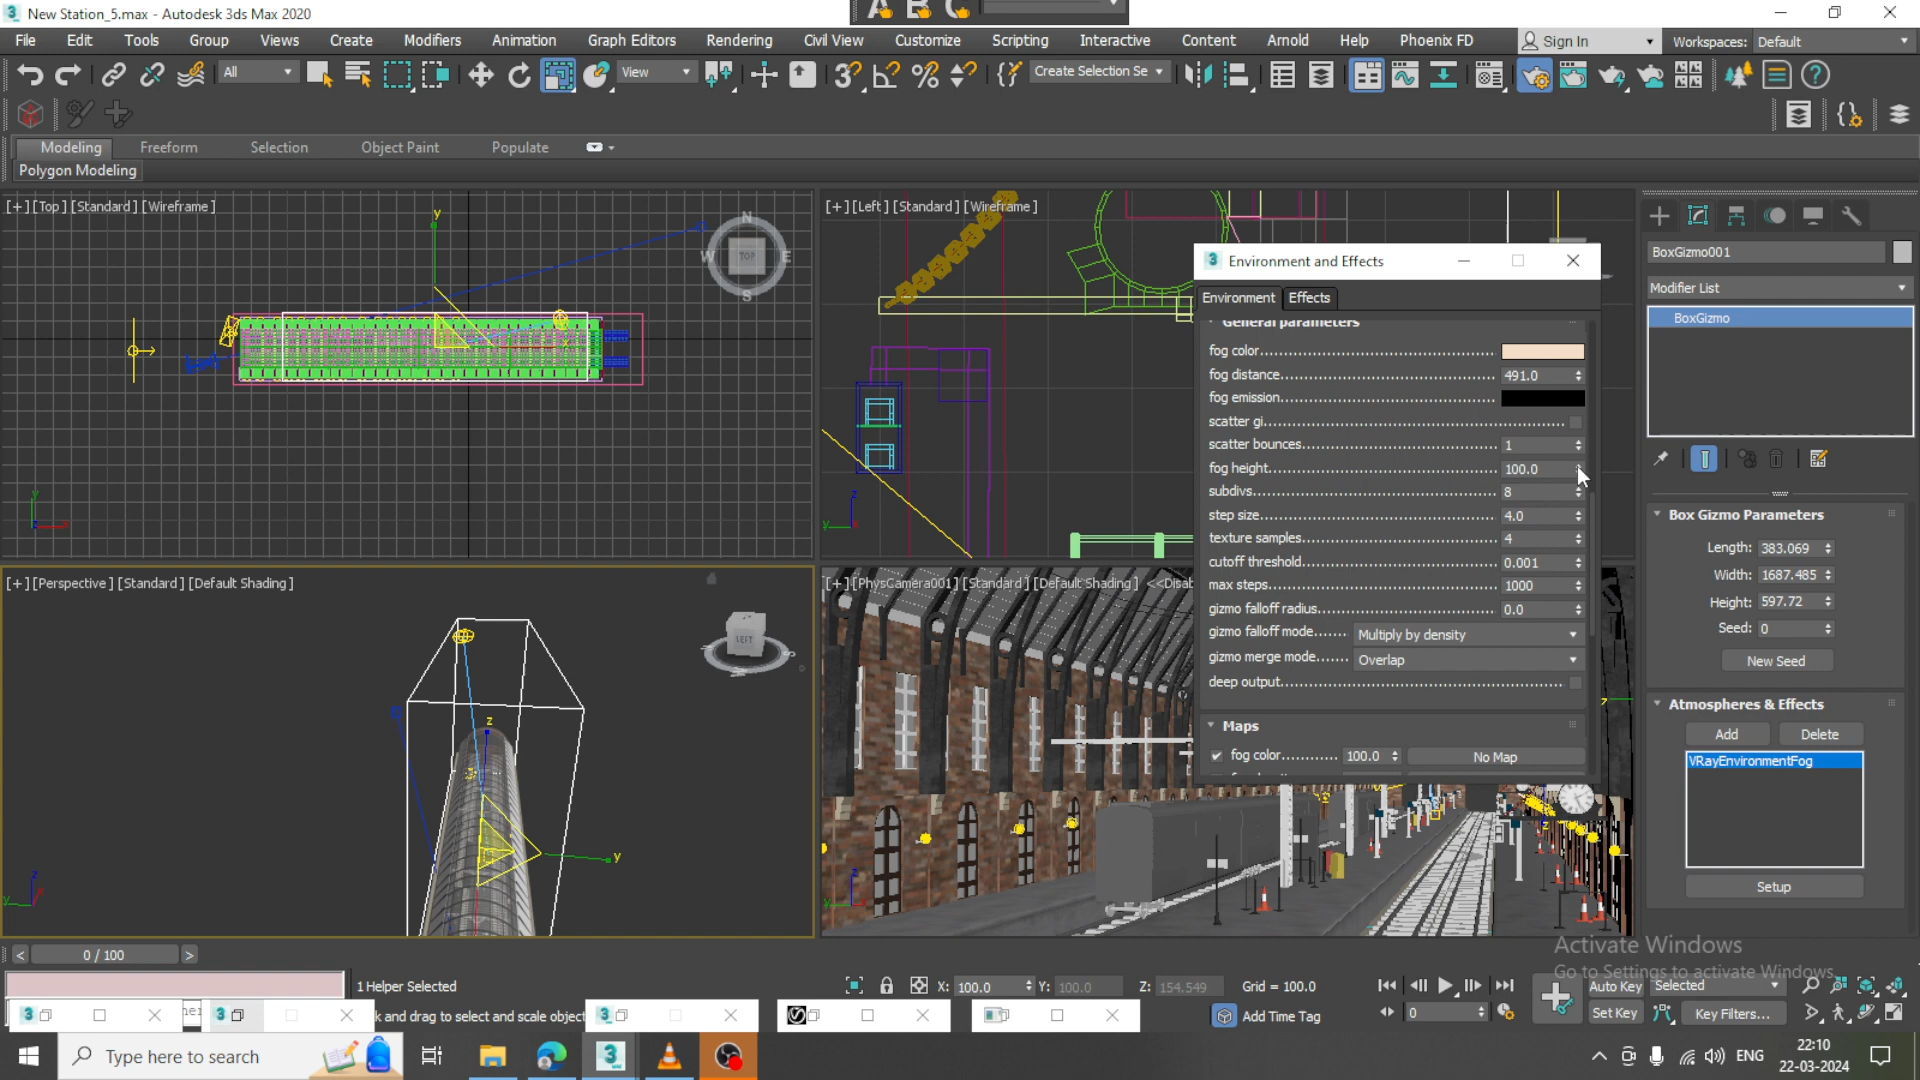 New Station_5.max - Autodesk 3ds Max 2020
File Edit Tools Group Views Create Modifiers Animation Graph Editors Rendering Civil View Customize Scripting Interactive Content Arnold Help Phoenix FD Sign In Workspaces: Default
All View Create Selection Se
Modeling Freeform Selection Object Paint Populate
Polygon Modeling
[+] [Top] [Standard] [Wireframe]
[+] [Left] [Standard] [Wireframe]
N
W TOP E
S
BoxGizmo001
Modifier List
BoxGizmo
Environment and Effects
Environment Effects
General parameters
fog color
fog distance 491.0
fog emission
scatter gi
scatter bounces 1
fog height 100.0
subdivs 8
step size 4.0
texture samples 4
cutoff threshold 0.001
max steps 1000
gizmo falloff radius 0.0
gizmo falloff mode Multiply by density
gizmo merge mode Overlap
deep output
Maps
fog color 100.0 No Map
Box Gizmo Parameters
Length: 383.069
Width: 1687.485
Height: 597.72
Seed: 0
New Seed
Atmospheres & Effects
Add Delete
VRayEnvironmentFog
Setup
[+] [Perspective] [Standard] [Default Shading]
LEFT
[+] [PhysCamera001] [Standard] [Default Shading] <<Disab
Activate Windows
Go to Settings to activate Windows.
< 0 / 100 >
1 Helper Selected
X: 100.0 Y: 100.0 Z: 154.549 Grid = 100.0
Auto Key Selected
k and drag to select and scale object
Add Time Tag
0
Set Key Key Filters...
Type here to search
ENG
22:10
22-03-2024